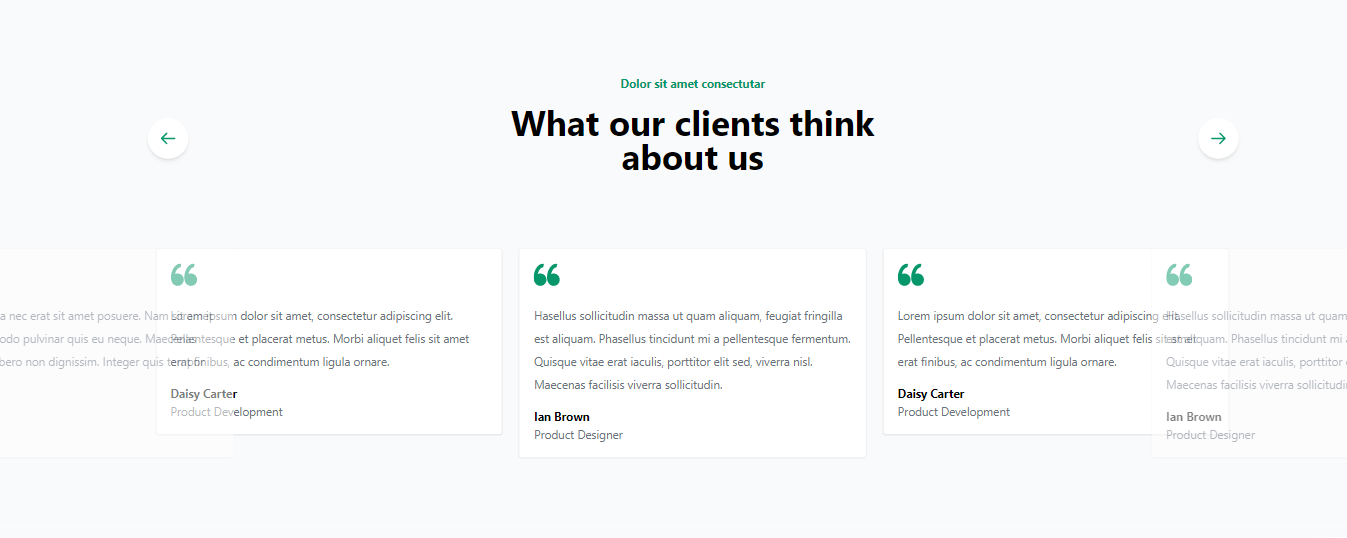 Dolor sit amet consectutar
What our clients think
about us
a nec erat sit amet posuere. Nam sit amet
odo pulvinar quis eu neque. Maecenas
bero non dignissim. Integer quis tempor
Lorem ipsum dolor sit amet, consectetur adipiscing elit.
Pellentesque et placerat metus. Morbi aliquet felis sit amet
erat finibus, ac condimentum ligula ornare.
Daisy Carter
Product Development
Hasellus sollicitudin massa ut quam aliquam, feugiat fringilla
est aliquam. Phasellus tincidunt mi a pellentesque fermentum.
Quisque vitae erat iaculis, porttitor elit sed, viverra nisl.
Maecenas facilisis viverra sollicitudin.
Ian Brown
Product Designer
Lorem ipsum dolor sit amet, consectetur adipiscing elit.
Pellentesque et placerat metus. Morbi aliquet felis sit amet
erat finibus, ac condimentum ligula ornare.
Daisy Carter
Product Development
Hasellus sollicitudin massa ut quam
est aliquam. Phasellus tincidunt mi
Quisque vitae erat iaculis, porttitor
Maecenas facilisis viverra sollicitudin
Ian Brown
Product Designer